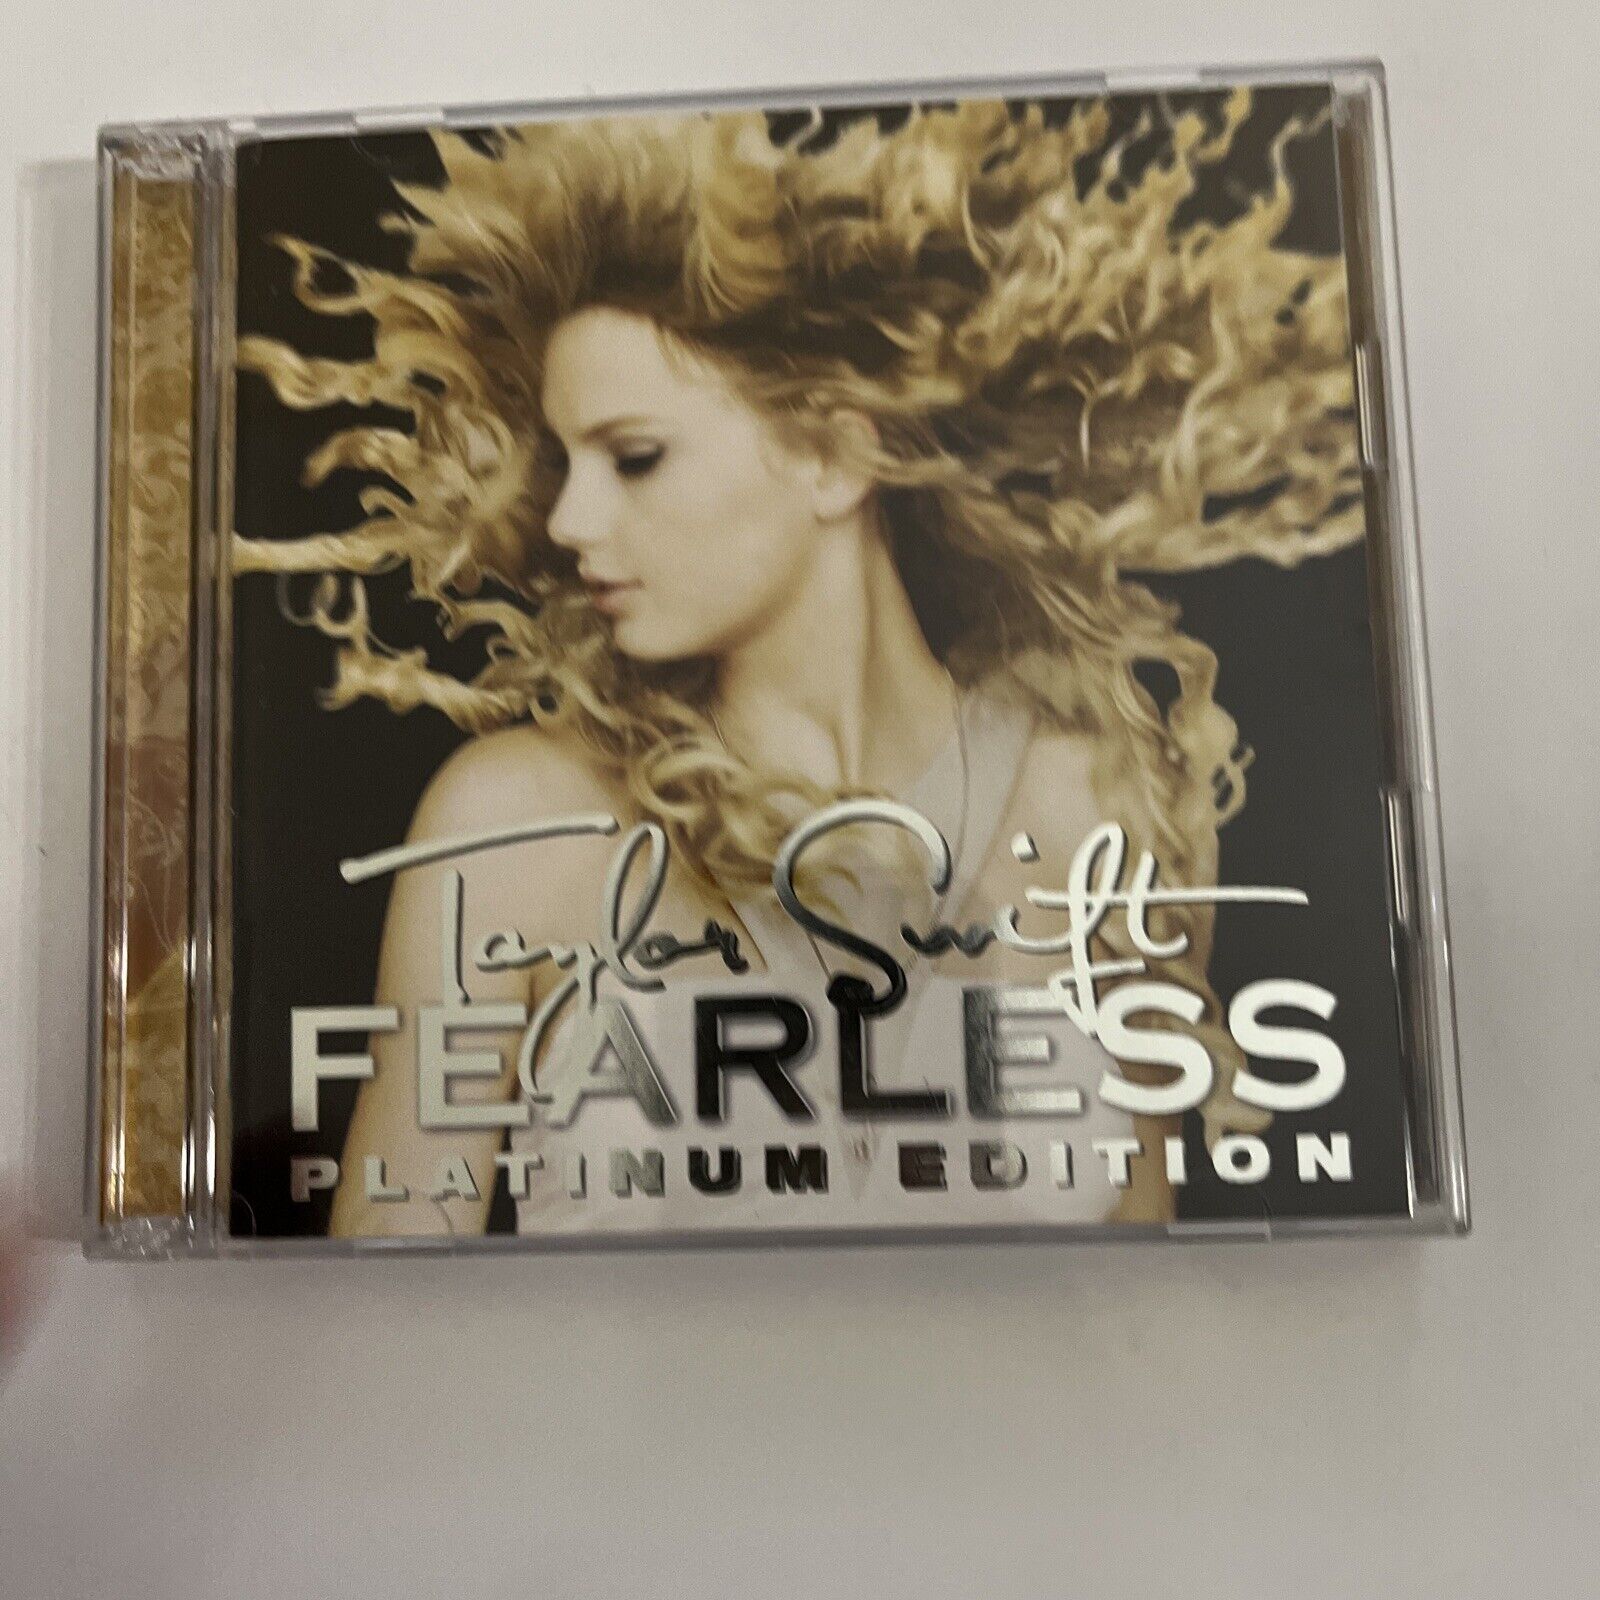 Taylor Swift
FEARLESS
PLATINUM EDITION